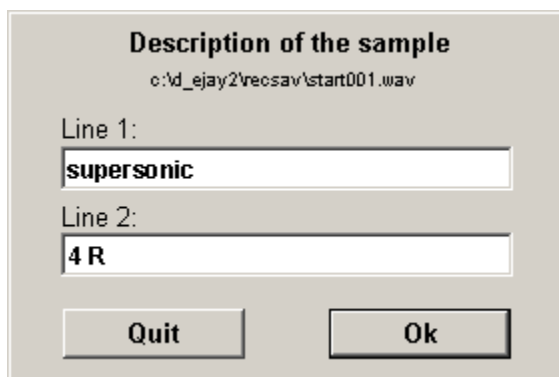 Description of the sample
c:\d_ejay2\recsav\start001.wav
Line 1:
supersonic
Line 2:
4 R
Quit Ok